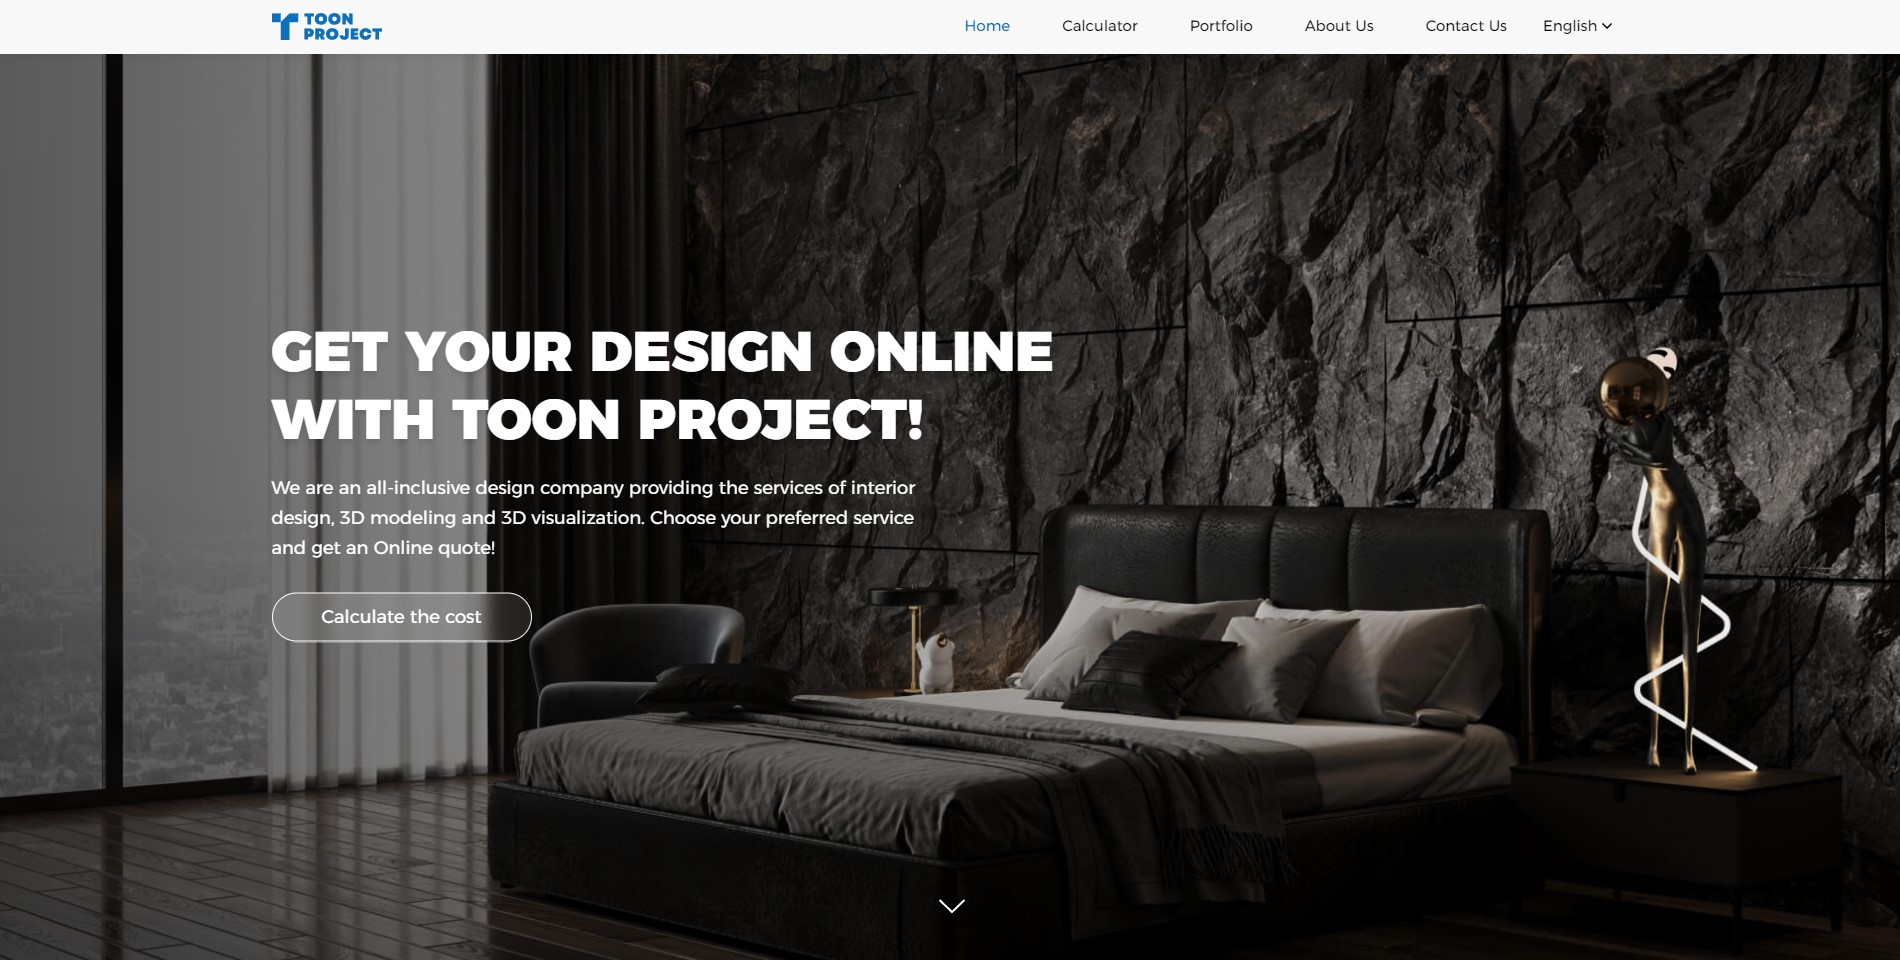 TOON
PROJECT
Home
Calculator
Portfolio
About Us
Contact Us
English
GET YOUR DESIGN ONLINE
WITH TOON PROJECT!
We are an all-inclusive design company providing the services of interior
design, 3D modeling and 3D visualization. Choose your preferred service
and get an Online quote!
Calculate the cost